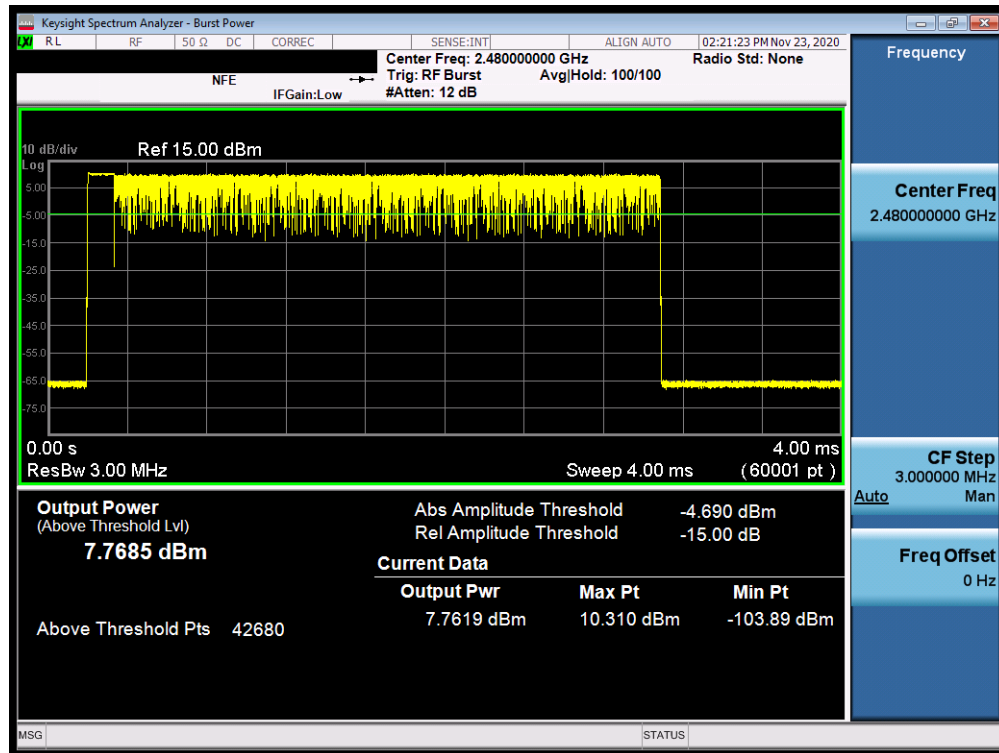 Keysight Spectrum Analyzer - Burst Power
LXI RL RF 50 Ω DC CORREC SENSE:INT ALIGN AUTO 02:21:23 PM Nov 23, 2020
Center Freq: 2.480000000 GHz Radio Std: None
NFE Trig: RF Burst Avg|Hold: 100/100
IFGain:Low #Atten: 12 dB
10 dB/div Ref 15.00 dBm
Log
5.00
-5.00
-15.0
-25.0
-35.0
-45.0
-55.0
-65.0
-75.0
0.00 s 4.00 ms
ResBw 3.00 MHz Sweep 4.00 ms (60001 pt)
Output Power
(Above Threshold Lvl)
7.7685 dBm
Above Threshold Pts 42680
Abs Amplitude Threshold -4.690 dBm
Rel Amplitude Threshold -15.00 dB
Current Data
Output Pwr Max Pt Min Pt
7.7619 dBm 10.310 dBm -103.89 dBm
Frequency
Center Freq
2.480000000 GHz
CF Step
3.000000 MHz
Auto Man
Freq Offset
0 Hz
MSG STATUS